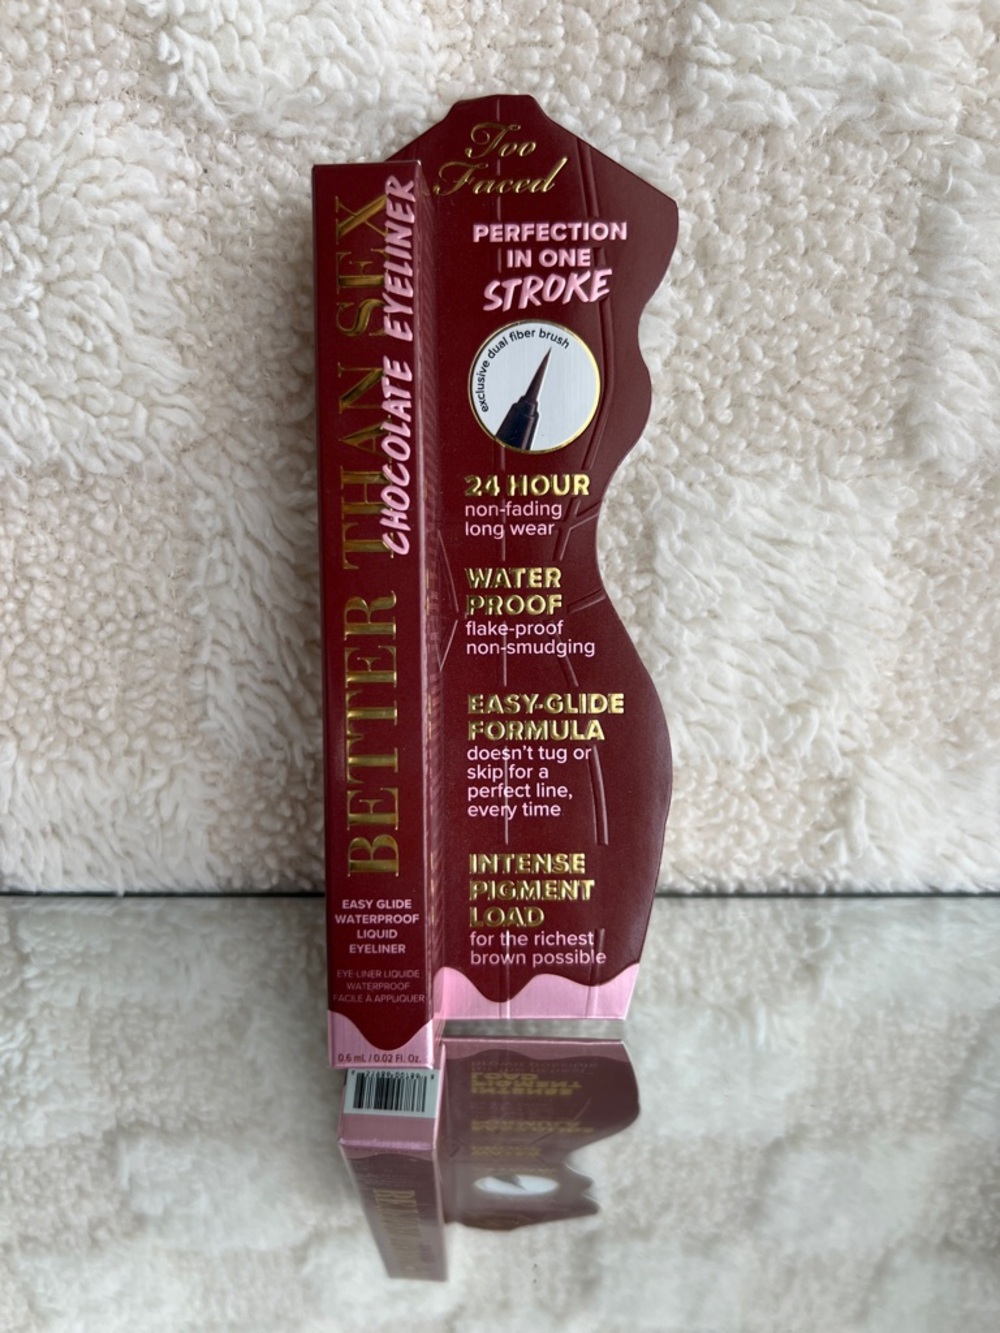 BETTER THAN SEX
CHOCOLATE EYELINER
EASY GLIDE
WATERPROOF
LIQUID
EYELINER
EYE-LINER LIQUIDE
WATERPROOF
FACILE À APPLIQUER
0.6 mL / 0.02 Fl. Oz.
Too
Faced
PERFECTION
IN ONE
STROKE
exclusive dual fiber brush
24 HOUR
non-fading
long wear
WATER
PROOF
flake-proof
non-smudging
EASY-GLIDE
FORMULA
doesn't tug or
skip for a
perfect line,
every time
INTENSE
PIGMENT
LOAD
for the richest
brown possible